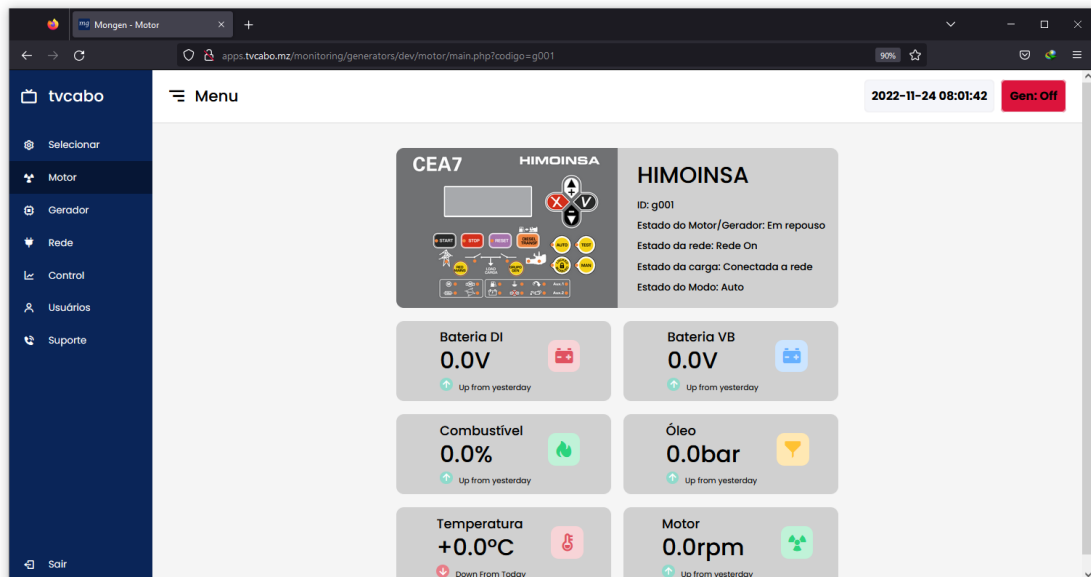 mg Mongen - Motor
apps.tvcabo.mz/monitoring/generators/dev/motor/main.php?codigo=g001
90%
tvcabo
Menu
2022-11-24 08:01:42
Gen: Off
Selecionar
Motor
Gerador
Rede
Control
Usuários
Suporte
Sair
CEA7
HIMOINSA
START
STOP
RESET
AUTO
TEST
MAN
HIMOINSA
ID: g001
Estado do Motor/Gerador: Em repouso
Estado da rede: Rede On
Estado da carga: Conectada a rede
Estado do Modo: Auto
Bateria DI
0.0V
Up from yesterday
Bateria VB
0.0V
Up from yesterday
Combustível
0.0%
Up from yesterday
Óleo
0.0bar
Up from yesterday
Temperatura
+0.0°C
Down From Today
Motor
0.0rpm
Up from yesterday